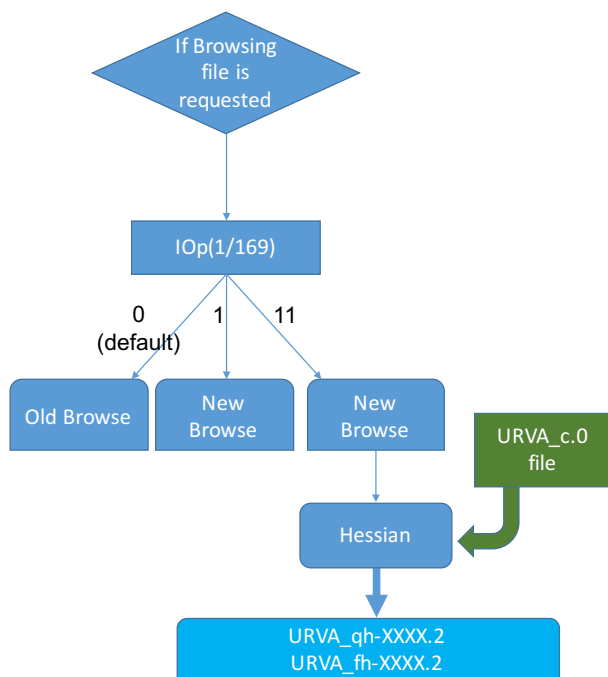 If Browsing
file is
requested
IOp(1/169)
0
(default)
1
11
Old Browse
New
Browse
New
Browse
URVA_c.0
file
Hessian
URVA_qh-XXXX.2
URVA_fh-XXXX.2